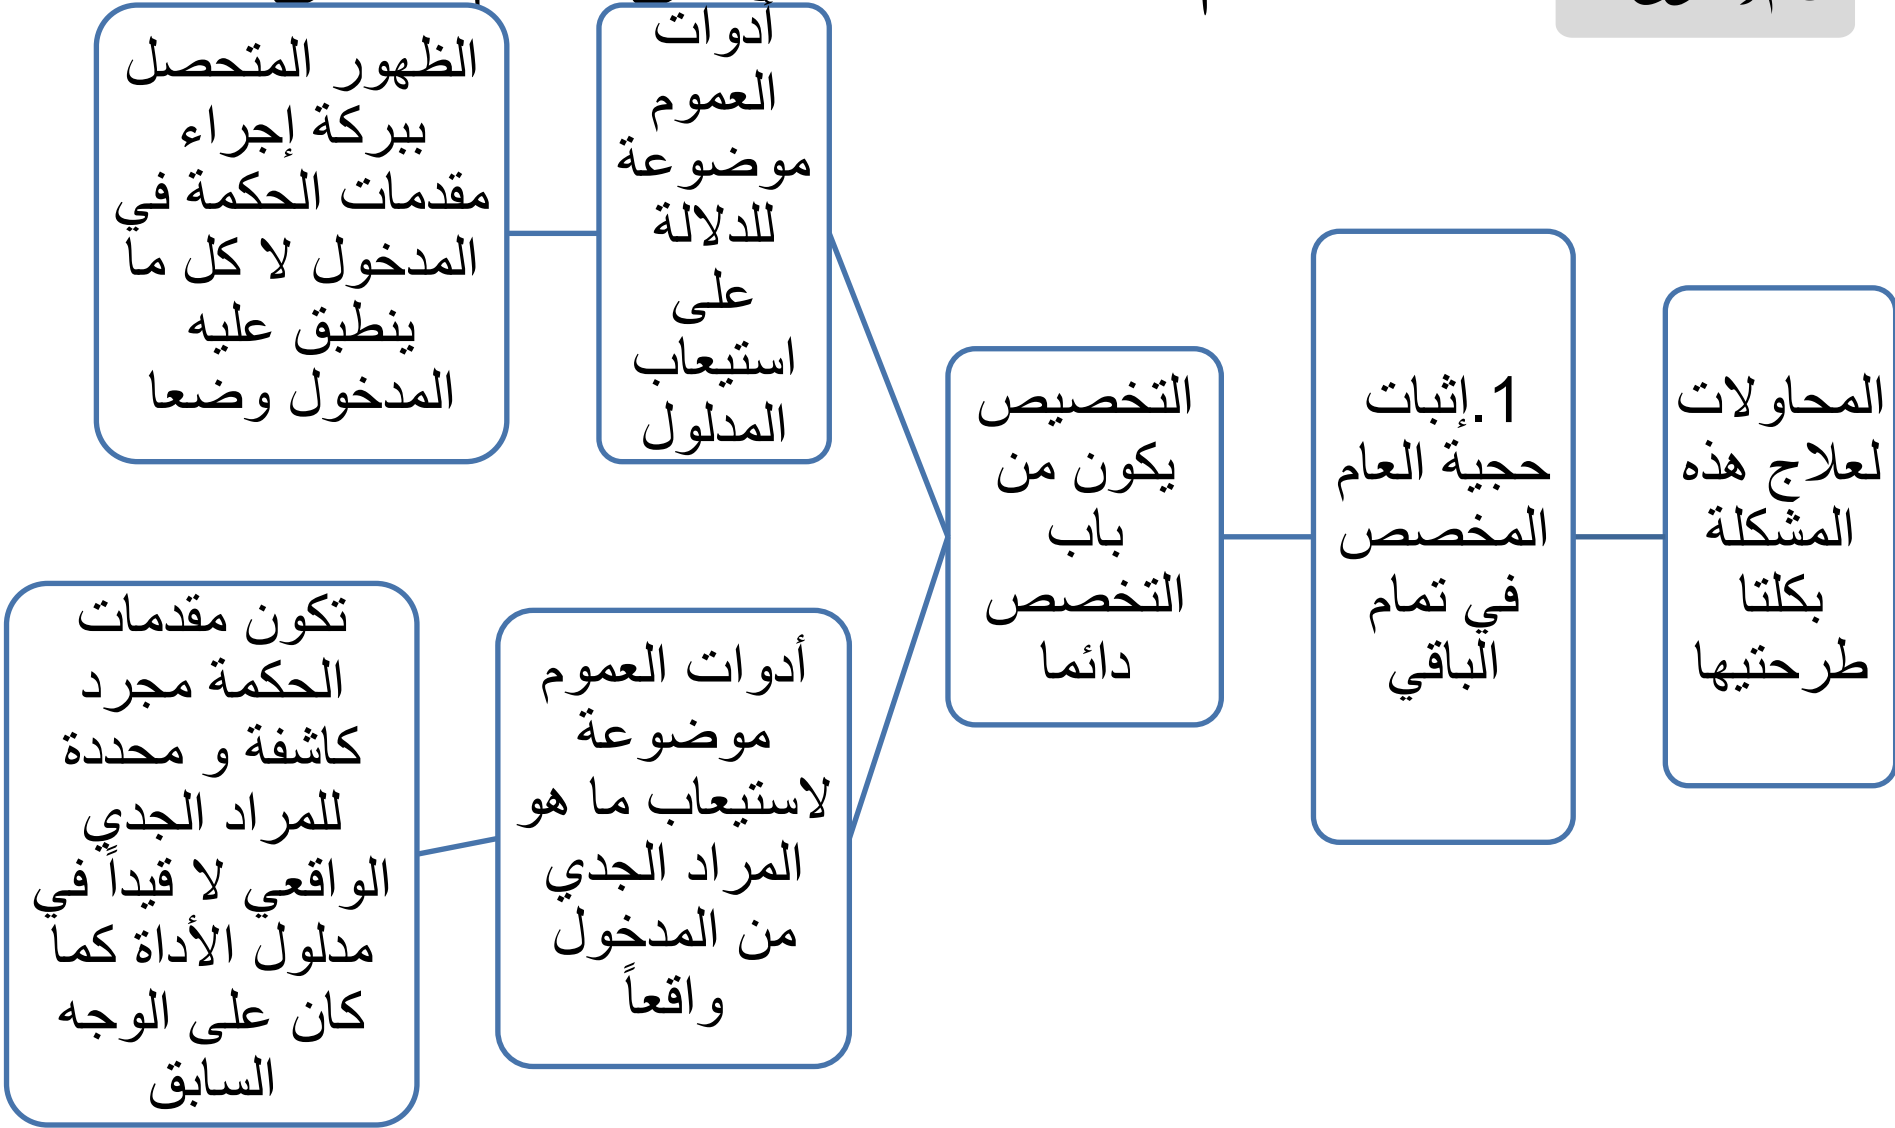 المحاولات
لعلاج هذه
المشكلة
بكلتا
طرحتيها
1.إثبات
حجية العام
المخصص
في تمام
الباقي
التخصيص
يكون من
باب
التخصص
دائما
أدوات
العموم
موضوعة
للدلالة
على
استيعاب
المدلول
الظهور المتحصل
ببركة إجراء
مقدمات الحكمة في
المدخول لا كل ما
ينطبق عليه
المدخول وضعا
أدوات العموم
موضوعة
لاستيعاب ما هو
المراد الجدي
من المدخول
واقعاً
تكون مقدمات
الحكمة مجرد
كاشفة و محددة
للمراد الجدي
الواقعي لا قيداً في
مدلول الأداة كما
كان على الوجه
السابق